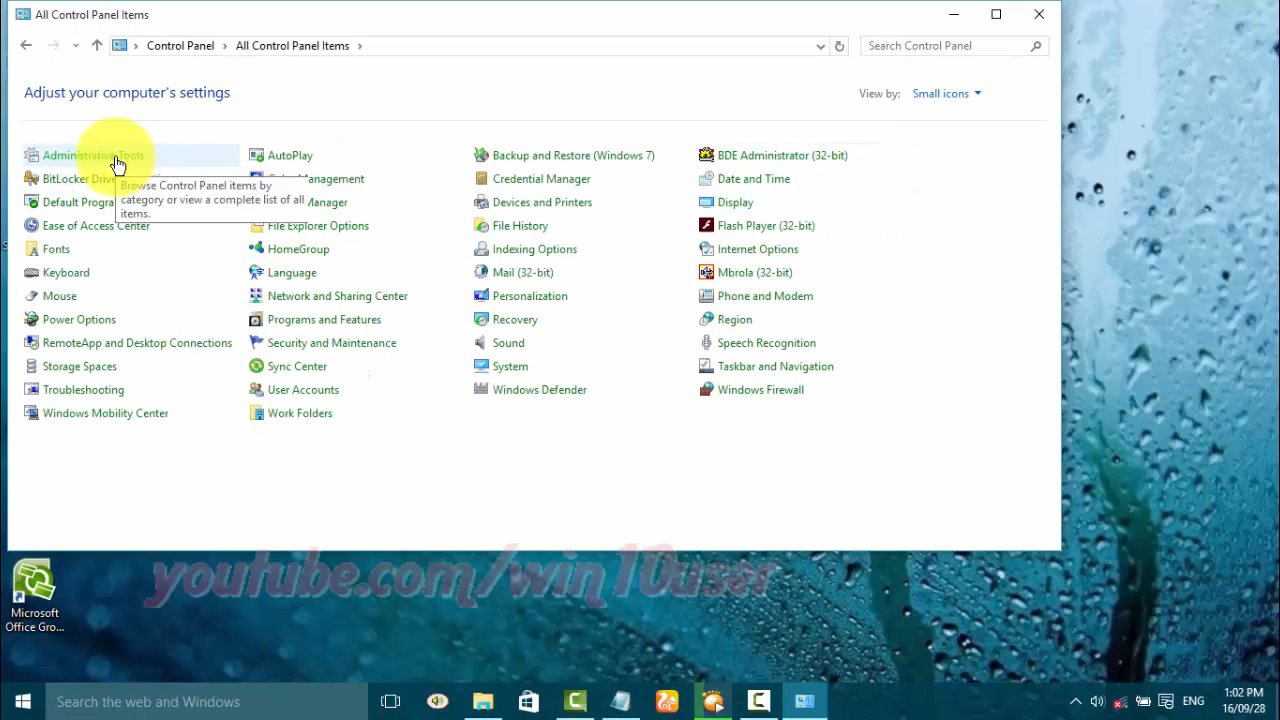 All Control Panel Items
Control Panel > All Control Panel Items >
Search Control Panel
Adjust your computer's settings
View by: Small icons
Administrative Tools
AutoPlay
Backup and Restore (Windows 7)
BDE Administrator (32-bit)
BitLocker Drive
Management
Credential Manager
Date and Time
Default Progra
Manager
Devices and Printers
Display
Browse Control Panel items by
category or view a complete list of all
items.
Ease of Access Center
File Explorer Options
File History
Flash Player (32-bit)
Fonts
HomeGroup
Indexing Options
Internet Options
Keyboard
Language
Mail (32-bit)
Mbrola (32-bit)
Mouse
Network and Sharing Center
Personalization
Phone and Modem
Power Options
Programs and Features
Recovery
Region
RemoteApp and Desktop Connections
Security and Maintenance
Sound
Speech Recognition
Storage Spaces
Sync Center
System
Taskbar and Navigation
Troubleshooting
User Accounts
Windows Defender
Windows Firewall
Windows Mobility Center
Work Folders
youtube.com/win10user
Microsoft
Office Gro...
Search the web and Windows
ENG
1:02 PM
16/09/28